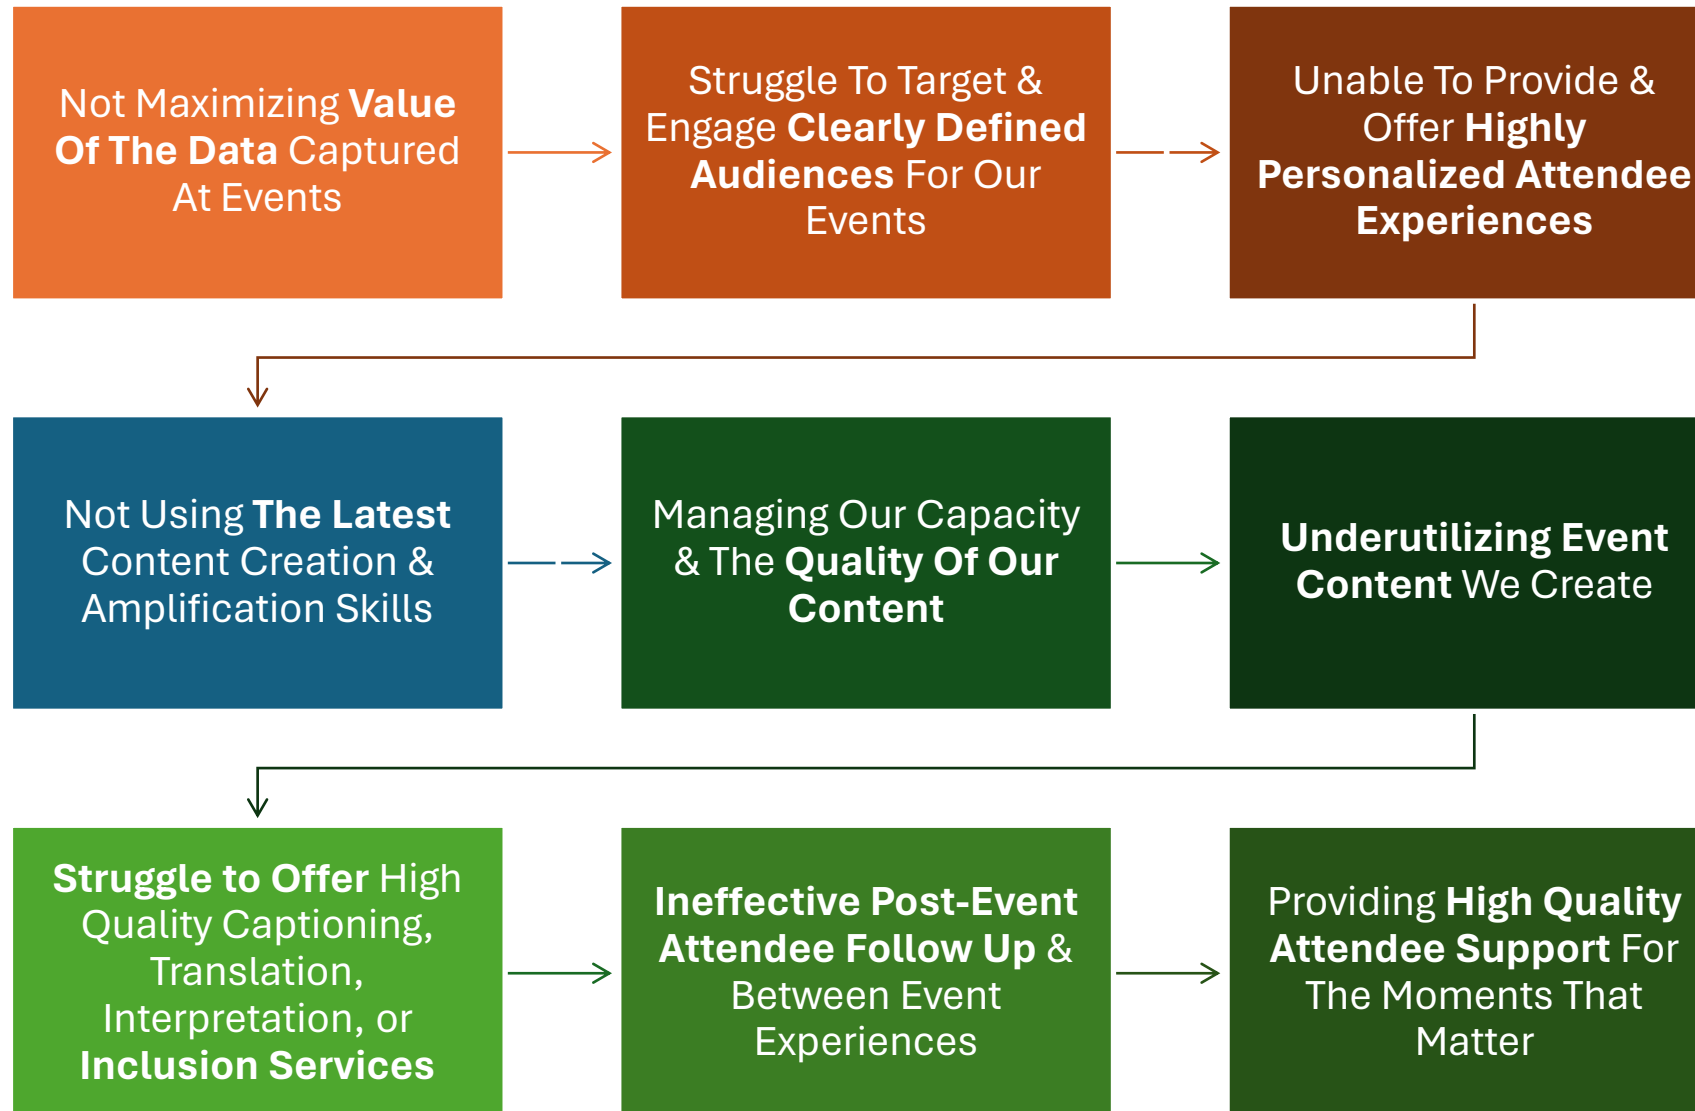 Not Maximizing Value
Of The Data Captured
At Events
Struggle To Target &
Engage Clearly Defined
Audiences For Our
Events
Unable To Provide &
Offer Highly
Personalized Attendee
Experiences
Not Using The Latest
Content Creation &
Amplification Skills
Managing Our Capacity
& The Quality Of Our
Content
Underutilizing Event
Content We Create
Struggle to Offer High
Quality Captioning,
Translation,
Interpretation, or
Inclusion Services
Ineffective Post-Event
Attendee Follow Up &
Between Event
Experiences
Providing High Quality
Attendee Support For
The Moments That
Matter